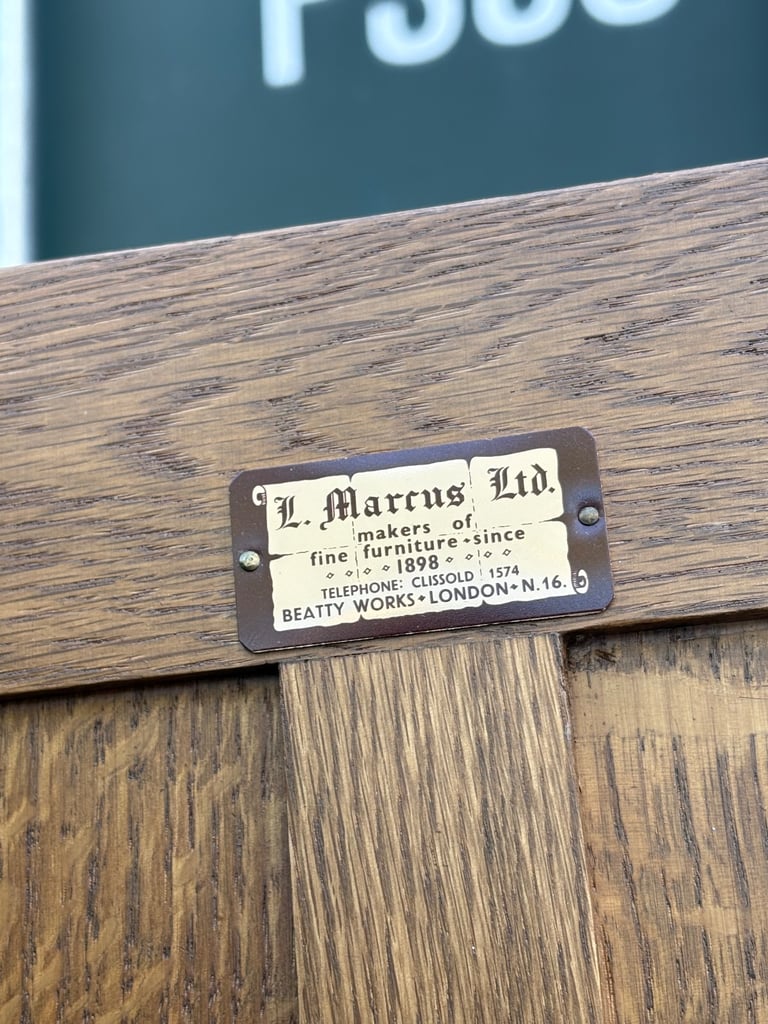 L. Marcus Ltd.
makers of
fine furniture since
1898
TELEPHONE: CLISSOLD 1574
BEATTY WORKS LONDON N.16.